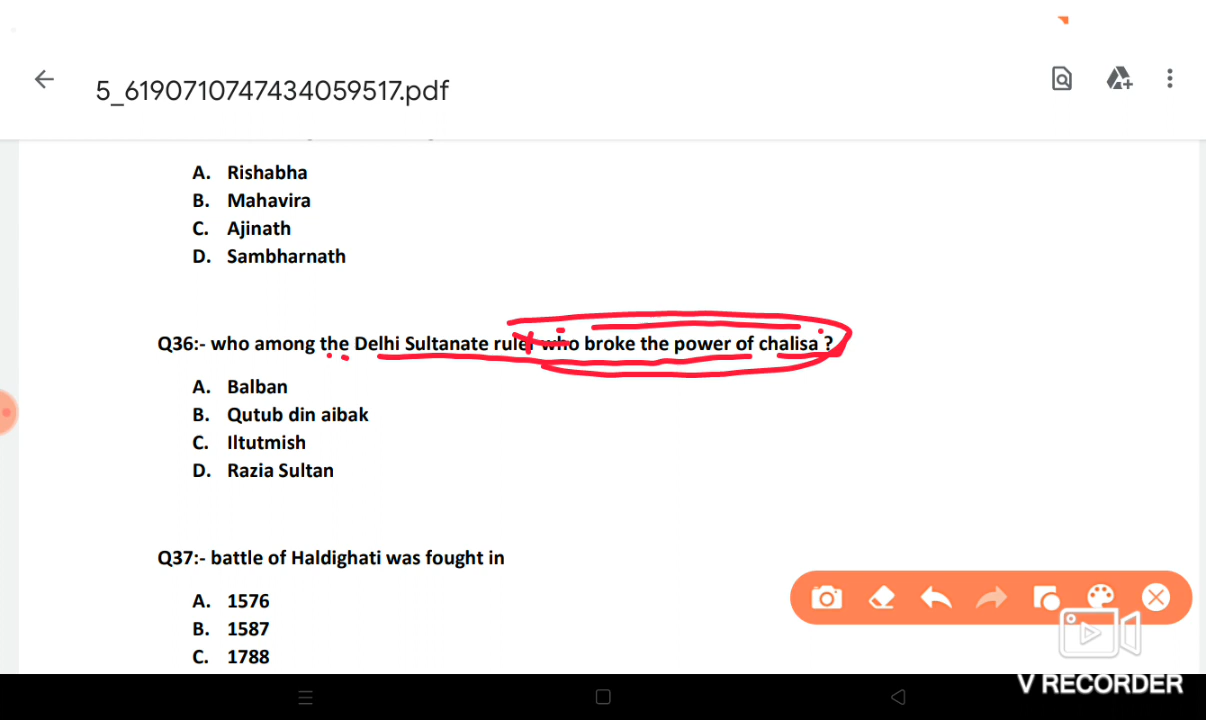 5_6190710747434059517.pdf
A. Rishabha
B. Mahavira
C. Ajinath
D. Sambharnath
Q36:- who among the Delhi Sultanate ruler who broke the power of chalisa ?
A. Balban
B. Qutub din aibak
C. Iltutmish
D. Razia Sultan
Q37:- battle of Haldighati was fought in
A. 1576
B. 1587
C. 1788
V RECORDER